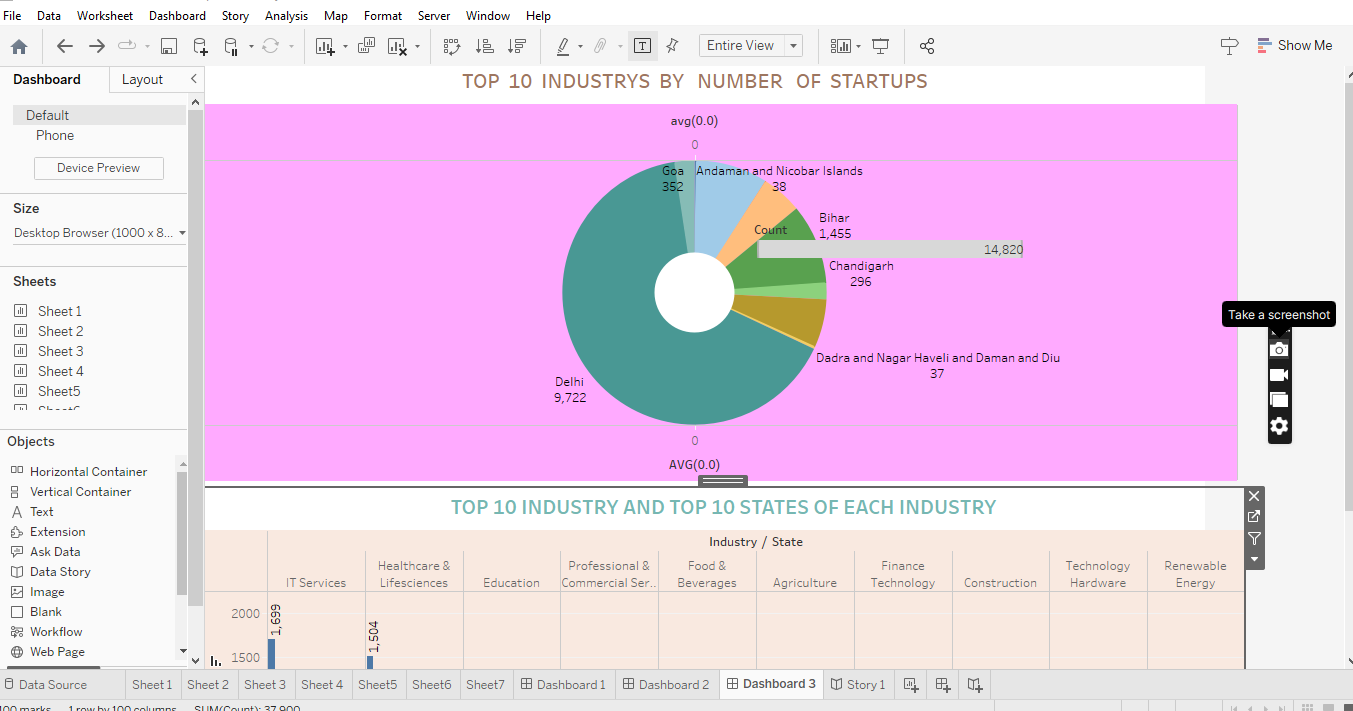 File Data Worksheet Dashboard Story Analysis Map Format Server Window Help
Entire View
Show Me
Dashboard Layout
Default
Phone
Device Preview
Size
Desktop Browser (1000 x 8...
Sheets
Sheet 1
Sheet 2
Sheet 3
Sheet 4
Sheet5
Objects
Horizontal Container
Vertical Container
Text
Extension
Ask Data
Data Story
Image
Blank
Workflow
Web Page
TOP 10 INDUSTRYS BY NUMBER OF STARTUPS
avg(0.0)
0
Goa
352
Andaman and Nicobar Islands
38
Bihar
1,455
Count
14,820
Chandigarh
296
Dadra and Nagar Haveli and Daman and Diu
37
Delhi
9,722
0
AVG(0.0)
Take a screenshot
TOP 10 INDUSTRY AND TOP 10 STATES OF EACH INDUSTRY
Industry / State
IT Services
Healthcare &
Lifesciences
Education
Professional &
Commercial Ser..
Food &
Beverages
Agriculture
Finance
Technology
Construction
Technology
Hardware
Renewable
Energy
2000
1500
1,699
1,504
Data Source Sheet 1 Sheet 2 Sheet 3 Sheet 4 Sheet5 Sheet6 Sheet7 Dashboard 1 Dashboard 2 Dashboard 3 Story 1
100 marks 1 row by 100 columns SUM(Count): 37,900